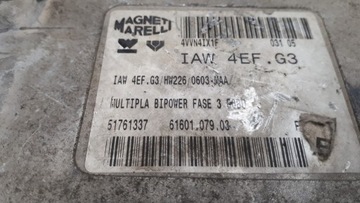 MAGNETI
MARELLI
4VVN4IX1F 031 05
IAW 4EF.G3
IAW 4EF.G3/HW226/0603-MAA/
MULTIPLA BIPOWER FASE 3
51761337 61601.079.03